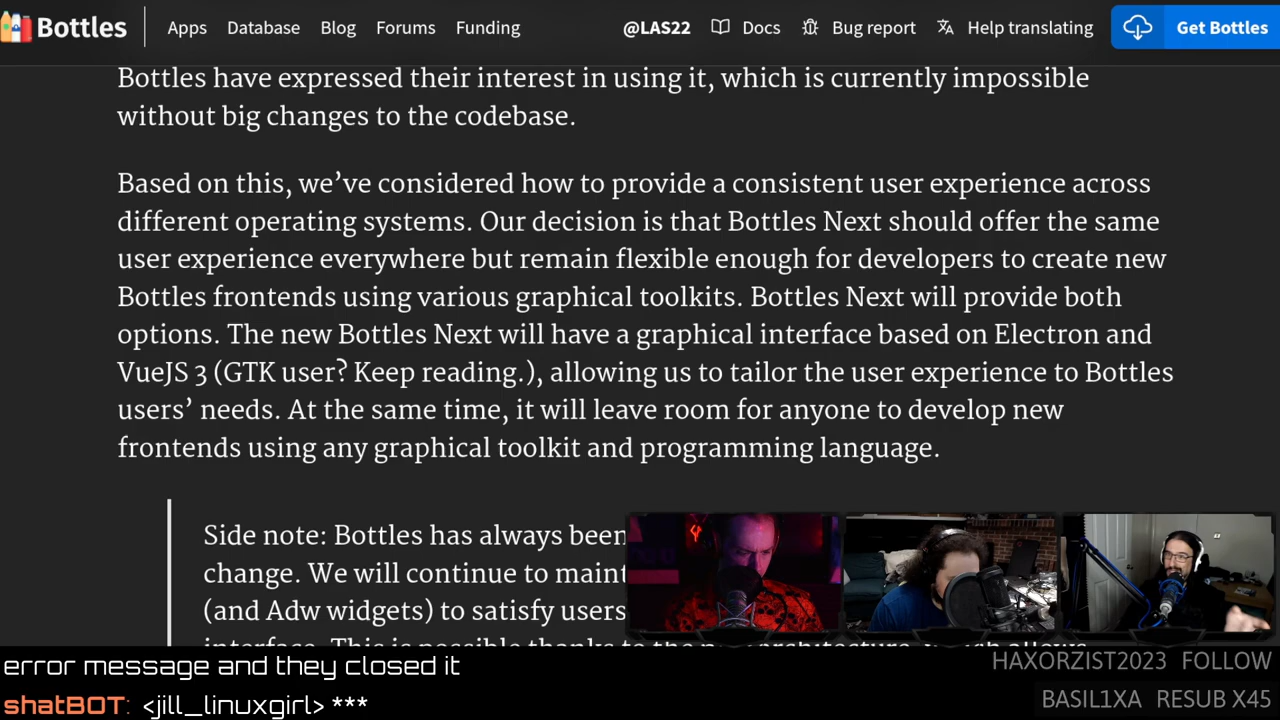 Bottles Apps Database Blog Forums Funding @LAS22 Docs Bug report Help translating Get Bottles
Bottles have expressed their interest in using it, which is currently impossible
without big changes to the codebase.
Based on this, we’ve considered how to provide a consistent user experience across
different operating systems. Our decision is that Bottles Next should offer the same
user experience everywhere but remain flexible enough for developers to create new
Bottles frontends using various graphical toolkits. Bottles Next will provide both
options. The new Bottles Next will have a graphical interface based on Electron and
VueJS 3 (GTK user? Keep reading.), allowing us to tailor the user experience to Bottles
users’ needs. At the same time, it will leave room for anyone to develop new
frontends using any graphical toolkit and programming language.
Side note: Bottles has always been
change. We will continue to maint
(and Adw widgets) to satisfy users
interface. This is possible thanks to the new architecture, which allows
error message and they closed it
HAXORZIST2023 FOLLOW
shatBOT: <jill_linuxgirl> ***
BASIL1XA RESUB X45